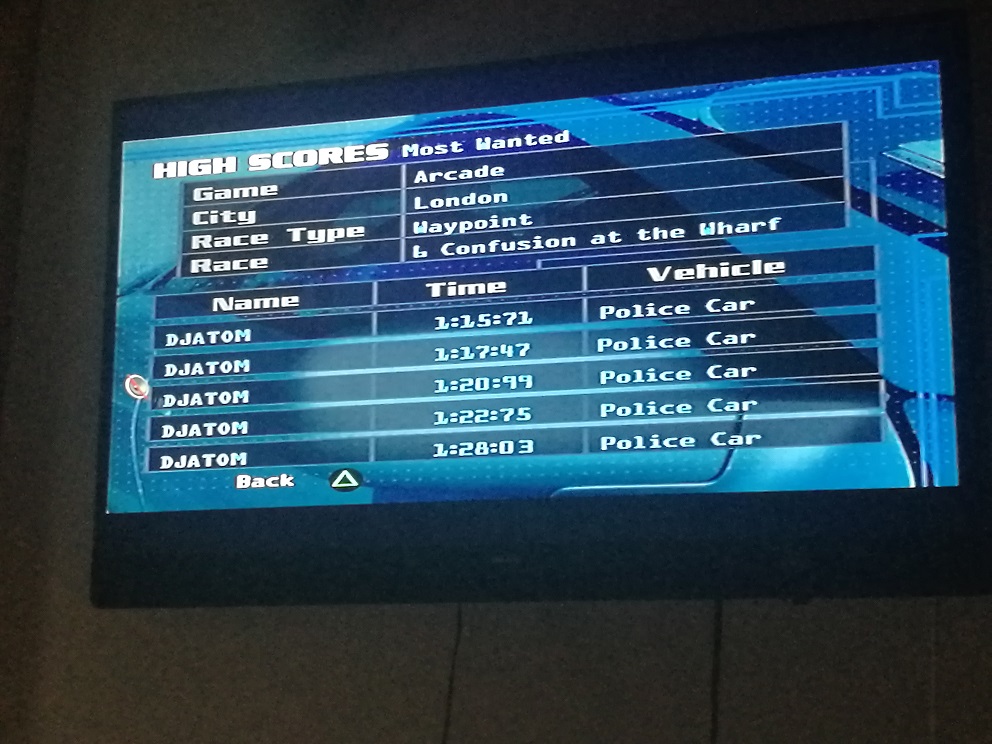 HIGH SCORES Most Wanted
Game Arcade
City London
Race Type Waypoint
Race 6 Confusion at the Wharf
Name Time Vehicle
DJATOM 1:15:71 Police Car
DJATOM 1:17:47 Police Car
DJATOM 1:20:99 Police Car
DJATOM 1:22:75 Police Car
DJATOM 1:28:03 Police Car
Back